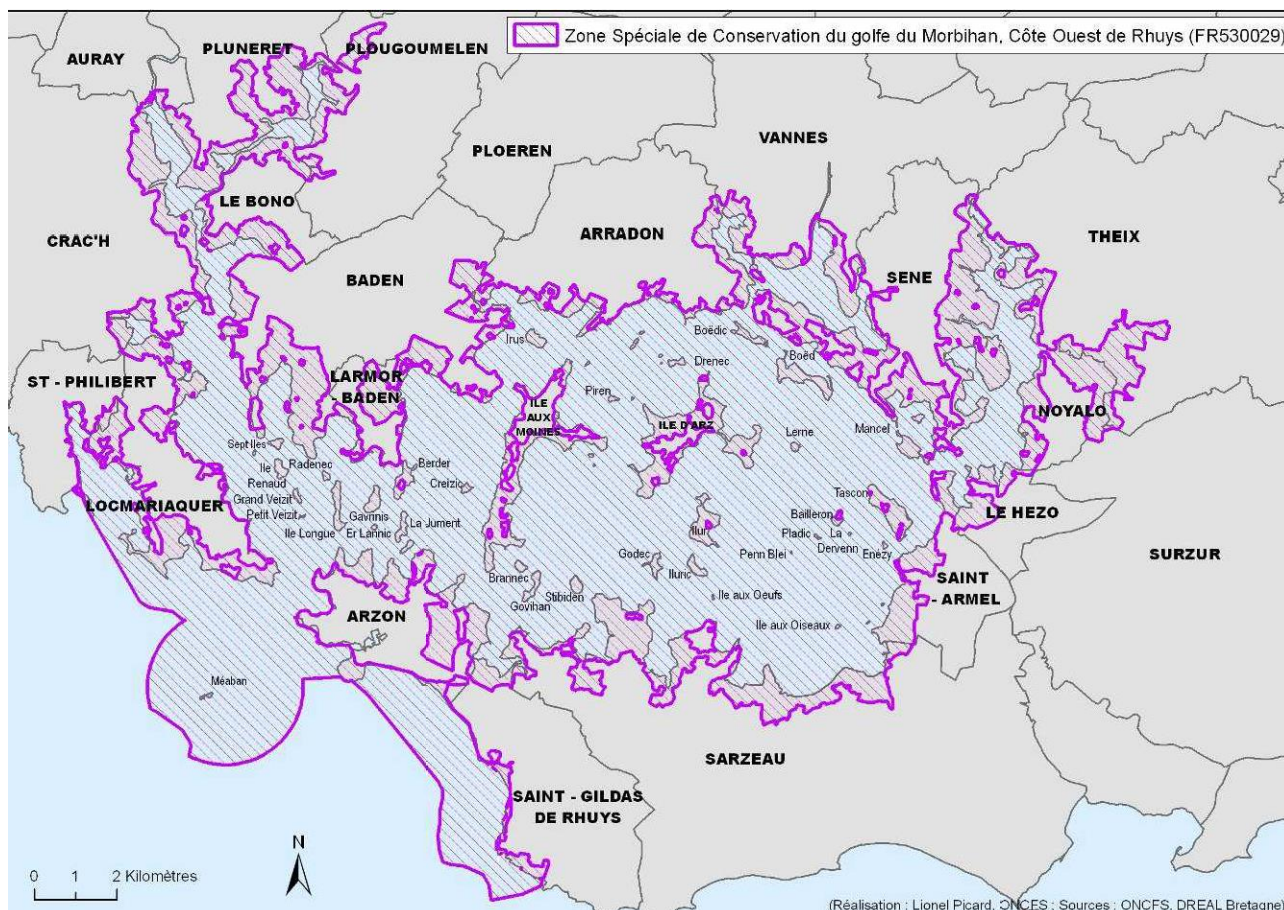 Zone Spéciale de Conservation du golfe du Morbihan, Côte Ouest de Rhuys (FR530029)
PLUNERET
PLOUGOUMELEN
AURAY
VANNES
PLOEREN
LE BONO
ARRADON
THEIX
CRAC'H
SENE
BADEN
Boëdic
Irus
Drenec
Boëd
ST - PHILIBERT
LARMOR
- BADEN
Piren
ILE
AUX
MOINES
ILE D'ARZ
NOYALO
Mancel
Lerne
Sept Iles
Ile
Renaud
Radenec
Berder
Creizic
Grand Veizit
Petit Veizit
LOCMARIAQUER
Gavrinis
Ile Longue
Er Lannic
La Jument
Tascon
Bailleron
LE HEZO
Ilur
Pladic
La
Dervenn
Enézy
SURZUR
Godec
Penn Bleï
Iluric
Brannec
Govihan
Stibiden
SAINT
- ARMEL
Ile aux Oeufs
ARZON
Ile aux Oiseaux
Méaban
SARZEAU
SAINT - GILDAS
DE RHUYS
N
0 1 2 Kilomètres
(Réalisation : Lionel Picard, ONCFS ; Sources : ONCFS, DREAL Bretagne)